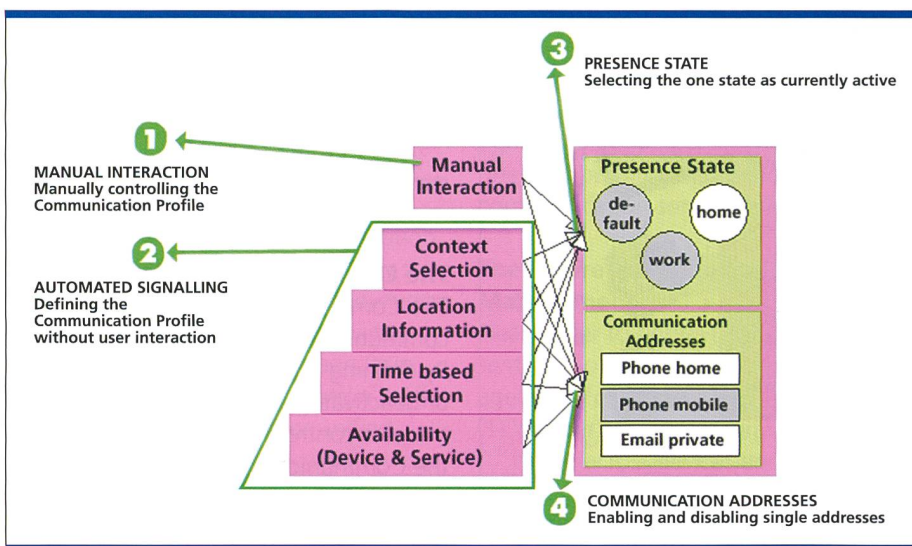 3
PRESENCE STATE
Selecting the one state as currently active
1
MANUAL INTERACTION
Manually controlling the
Communication Profile
2
AUTOMATED SIGNALLING
Defining the
Communication Profile
without user interaction
Manual
Interaction
Context
Selection
Location
Information
Time based
Selection
Availability
(Device & Service)
Presence State
de-
fault
home
work
Communication
Addresses
Phone home
Phone mobile
Email private
4
COMMUNICATION ADDRESSES
Enabling and disabling single addresses